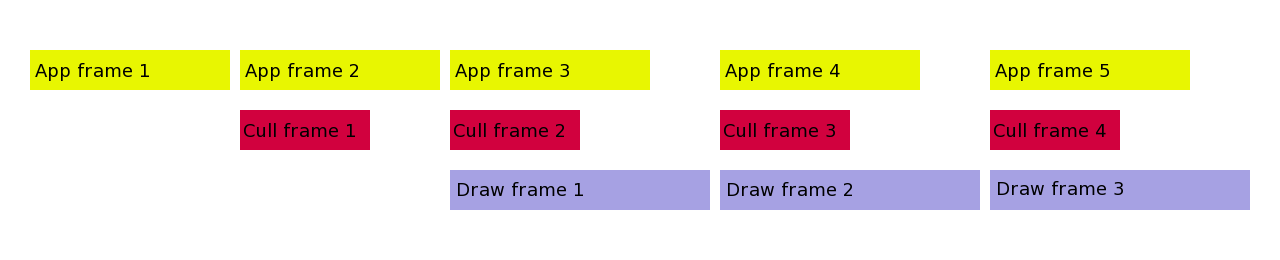 App frame 1
App frame 2
App frame 3
App frame 4
App frame 5
Cull frame 1
Cull frame 2
Cull frame 3
Cull frame 4
Draw frame 1
Draw frame 2
Draw frame 3